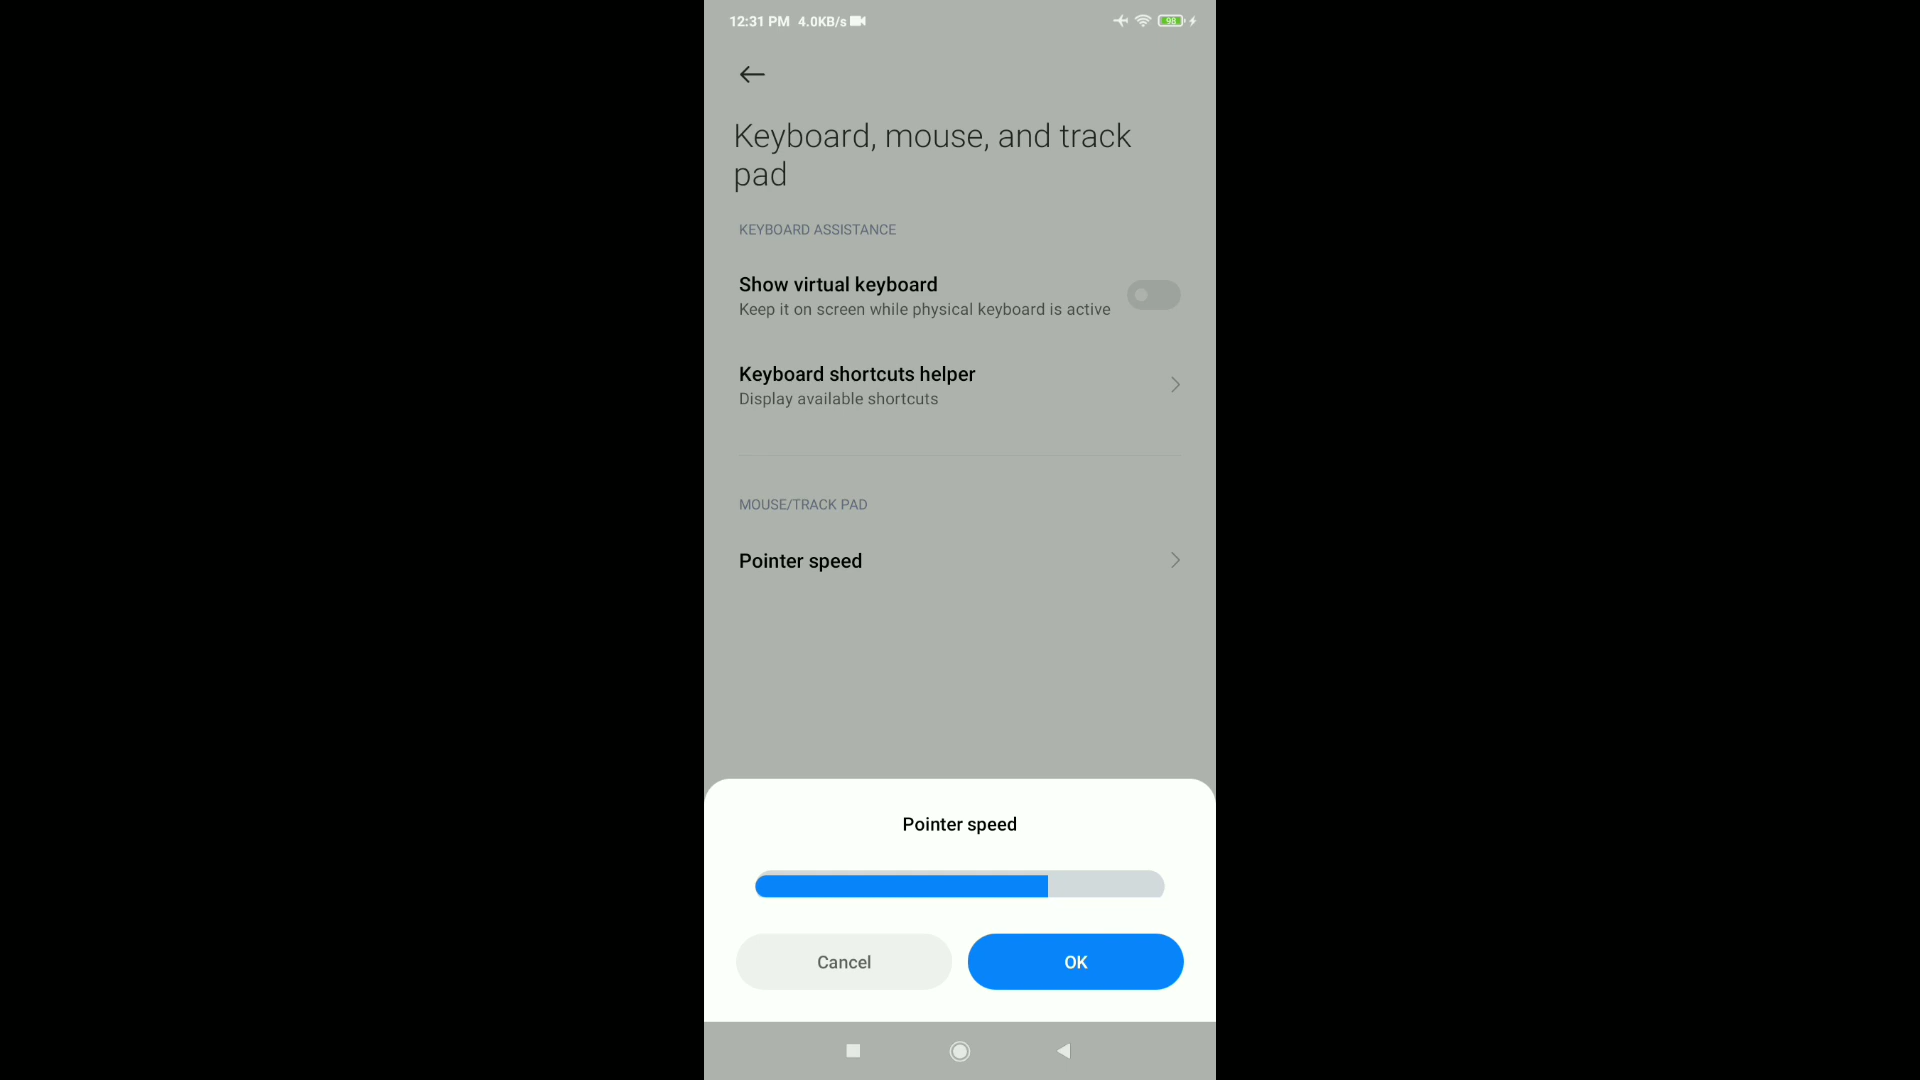 12:31 PM 4.0KB/s 98
Keyboard, mouse, and track
pad
KEYBOARD ASSISTANCE
Show virtual keyboard
Keep it on screen while physical keyboard is active
Keyboard shortcuts helper
Display available shortcuts
MOUSE/TRACK PAD
Pointer speed
Pointer speed
Cancel OK